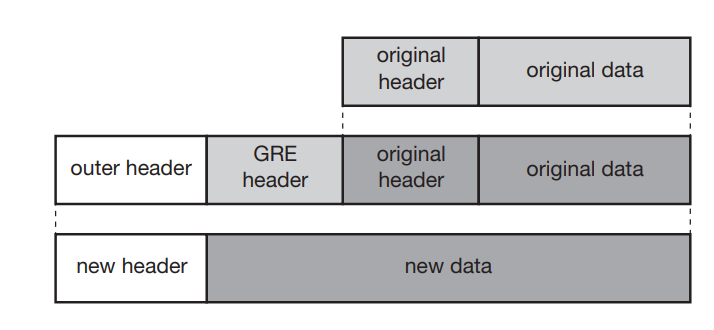 original
header
original data
outer header
GRE
header
original
header
original data
new header
new data